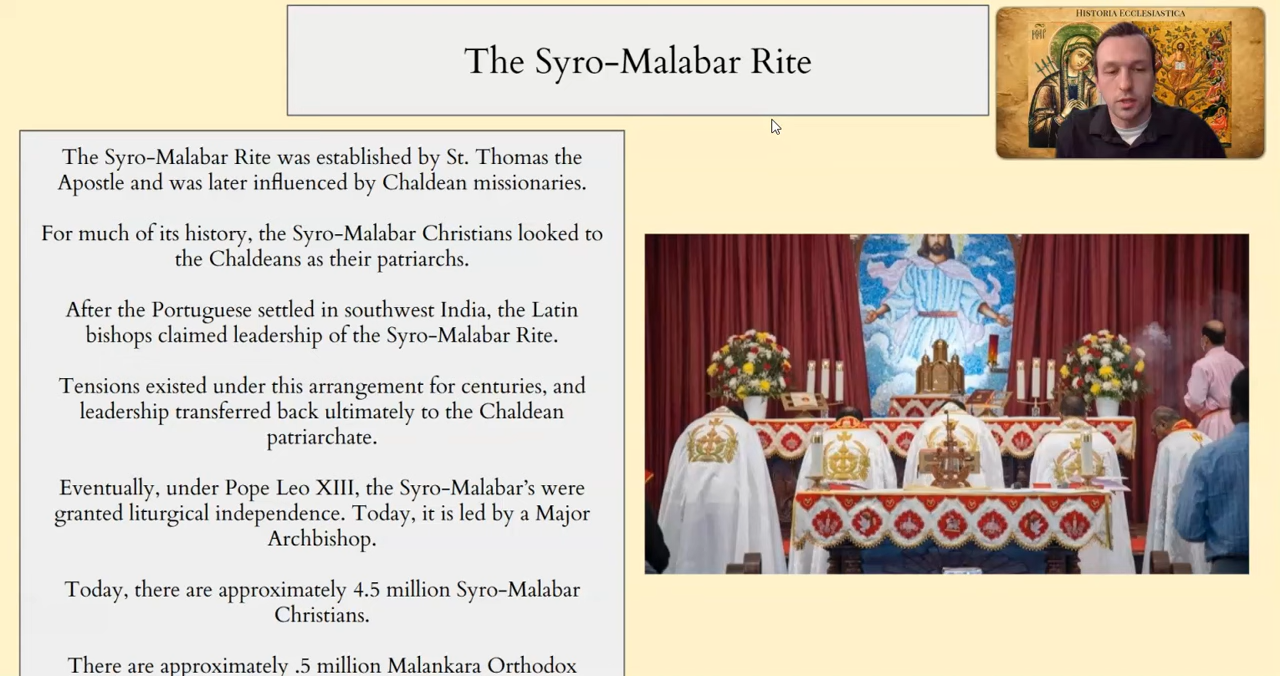 The Syro-Malabar Rite
HISTORIA ECCLESIASTICA
The Syro-Malabar Rite was established by St. Thomas the
Apostle and was later influenced by Chaldean missionaries.
For much of its history, the Syro-Malabar Christians looked to
the Chaldeans as their patriarchs.
After the Portuguese settled in southwest India, the Latin
bishops claimed leadership of the Syro-Malabar Rite.
Tensions existed under this arrangement for centuries, and
leadership transferred back ultimately to the Chaldean
patriarchate.
Eventually, under Pope Leo XIII, the Syro-Malabar's were
granted liturgical independence. Today, it is led by a Major
Archbishop.
Today, there are approximately 4.5 million Syro-Malabar
Christians.
There are approximately .5 million Malankara Orthodox